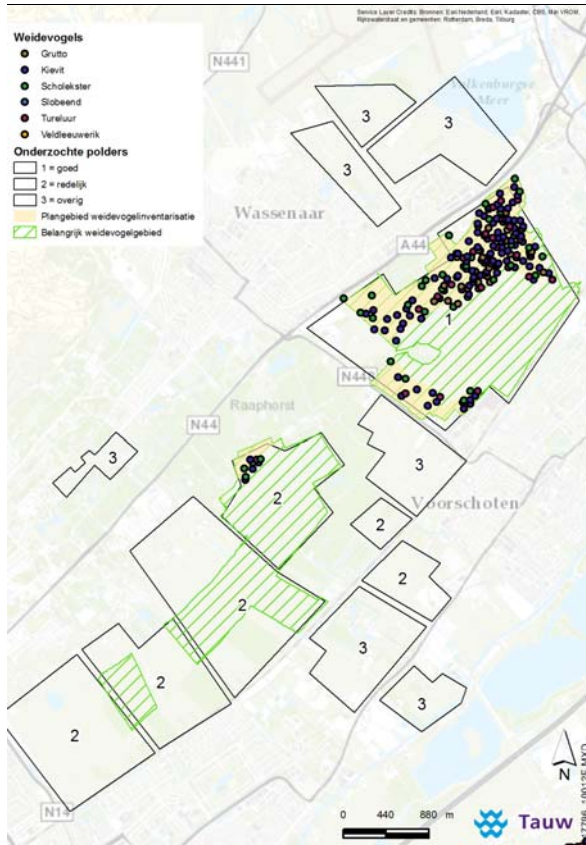 Service Layer Credits: Bronnen: Esri Nederland, Esri, Kadaster, CBS, Min VROM,
Rijkswaterstaat en gemeenten: Rotterdam, Breda, Tilburg
Weidevogels
Grutto
Kievit
Scholekster
Slobeend
Tureluur
Veldleeuwerik
Onderzochte polders
1 = goed
2 = redelijk
3 = overig
Plangebied weidevogelinventarisatie
Belangrijk weidevogelgebied
N441
Valkenburgse
Meer
3
3
3
Wassenaar
A44
1
N448
N44
Raaphorst
3
3
2
Voorschoten
2
2
2
3
2
3
2
N14
N
0 440 880 m
Tauw